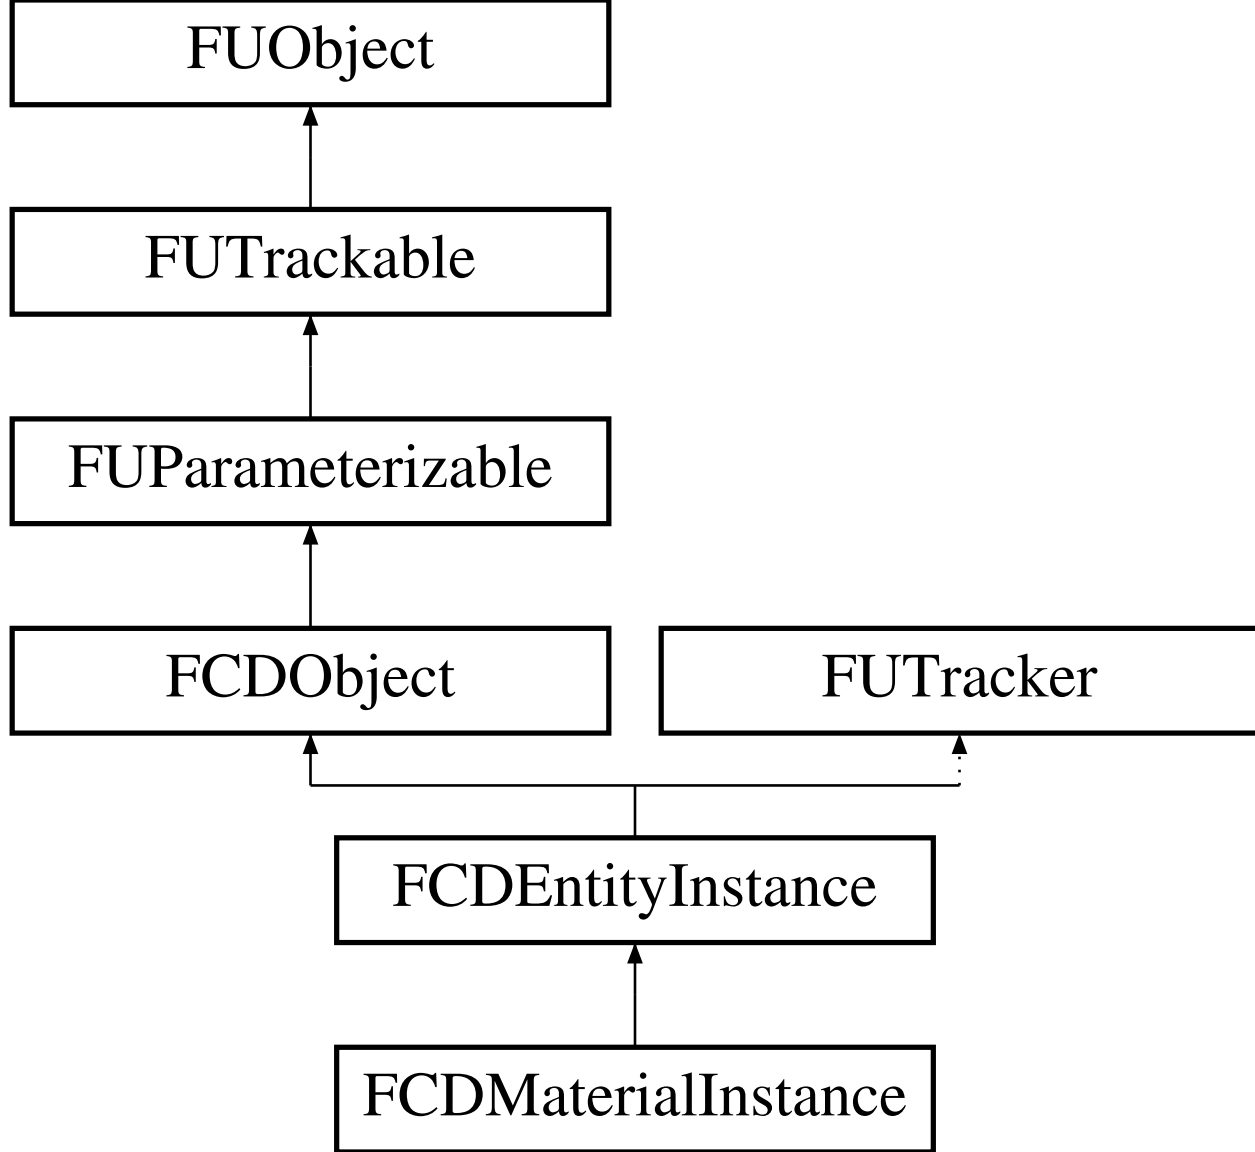 FUObject
FUTrackable
FUParameterizable
FCDObject
FUTracker
FCDEntityInstance
FCDMaterialInstance